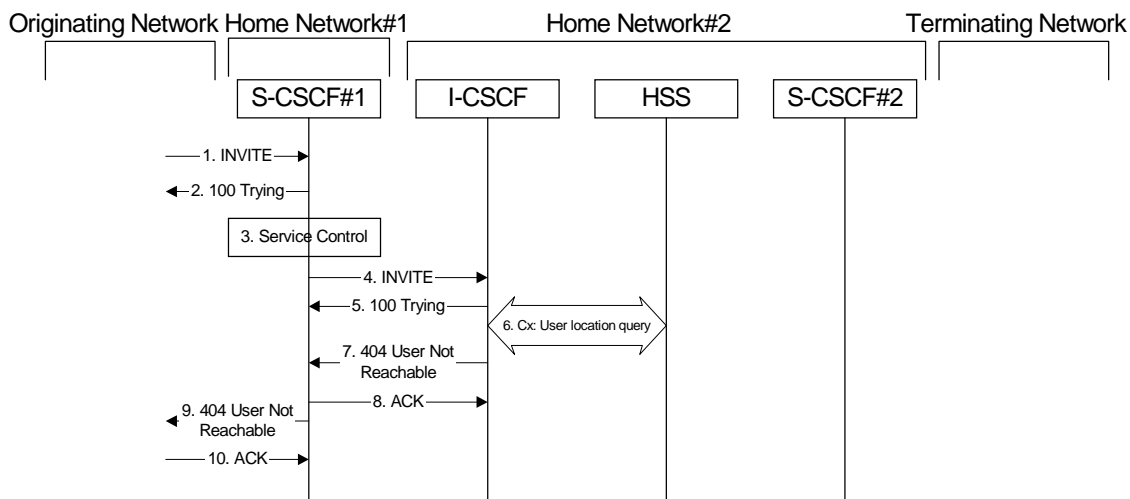 Originating Network Home Network#1 Home Network#2 Terminating Network
S-CSCF#1 I-CSCF HSS S-CSCF#2
1. INVITE
2. 100 Trying
3. Service Control
4. INVITE
5. 100 Trying
6. Cx: User location query
7. 404 User Not
Reachable
8. ACK
9. 404 User Not
Reachable
10. ACK